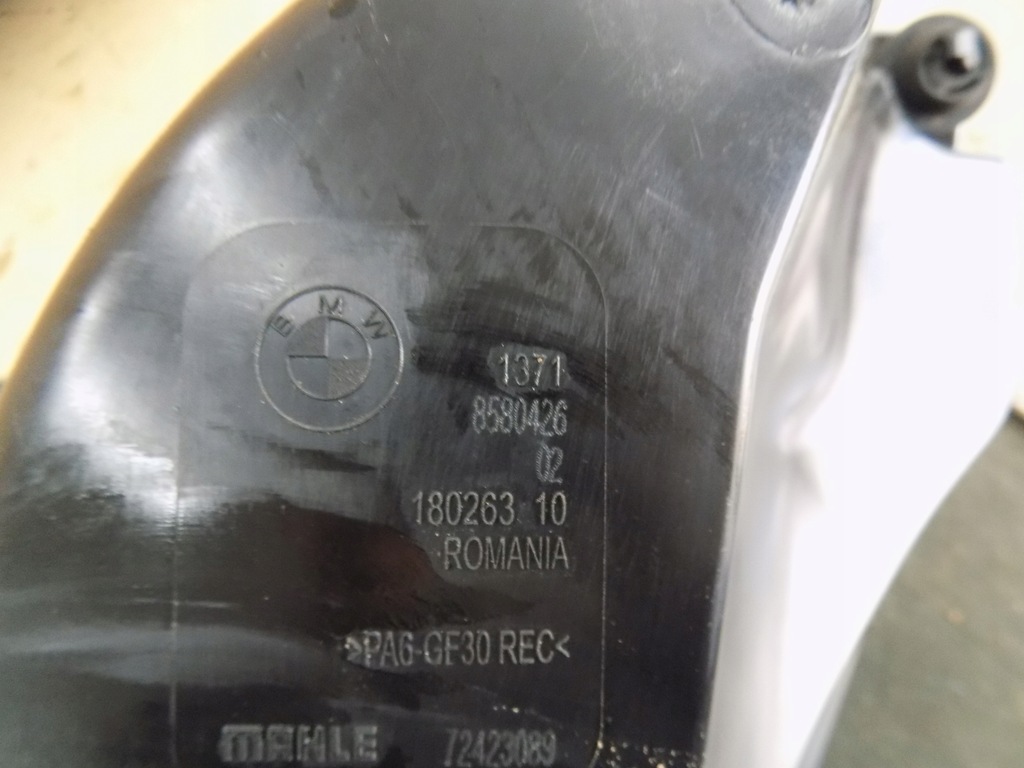 BMW
1371
8580426
02
180263 10
ROMANIA
>PA6-GF30 REC<
MAHLE 72423089